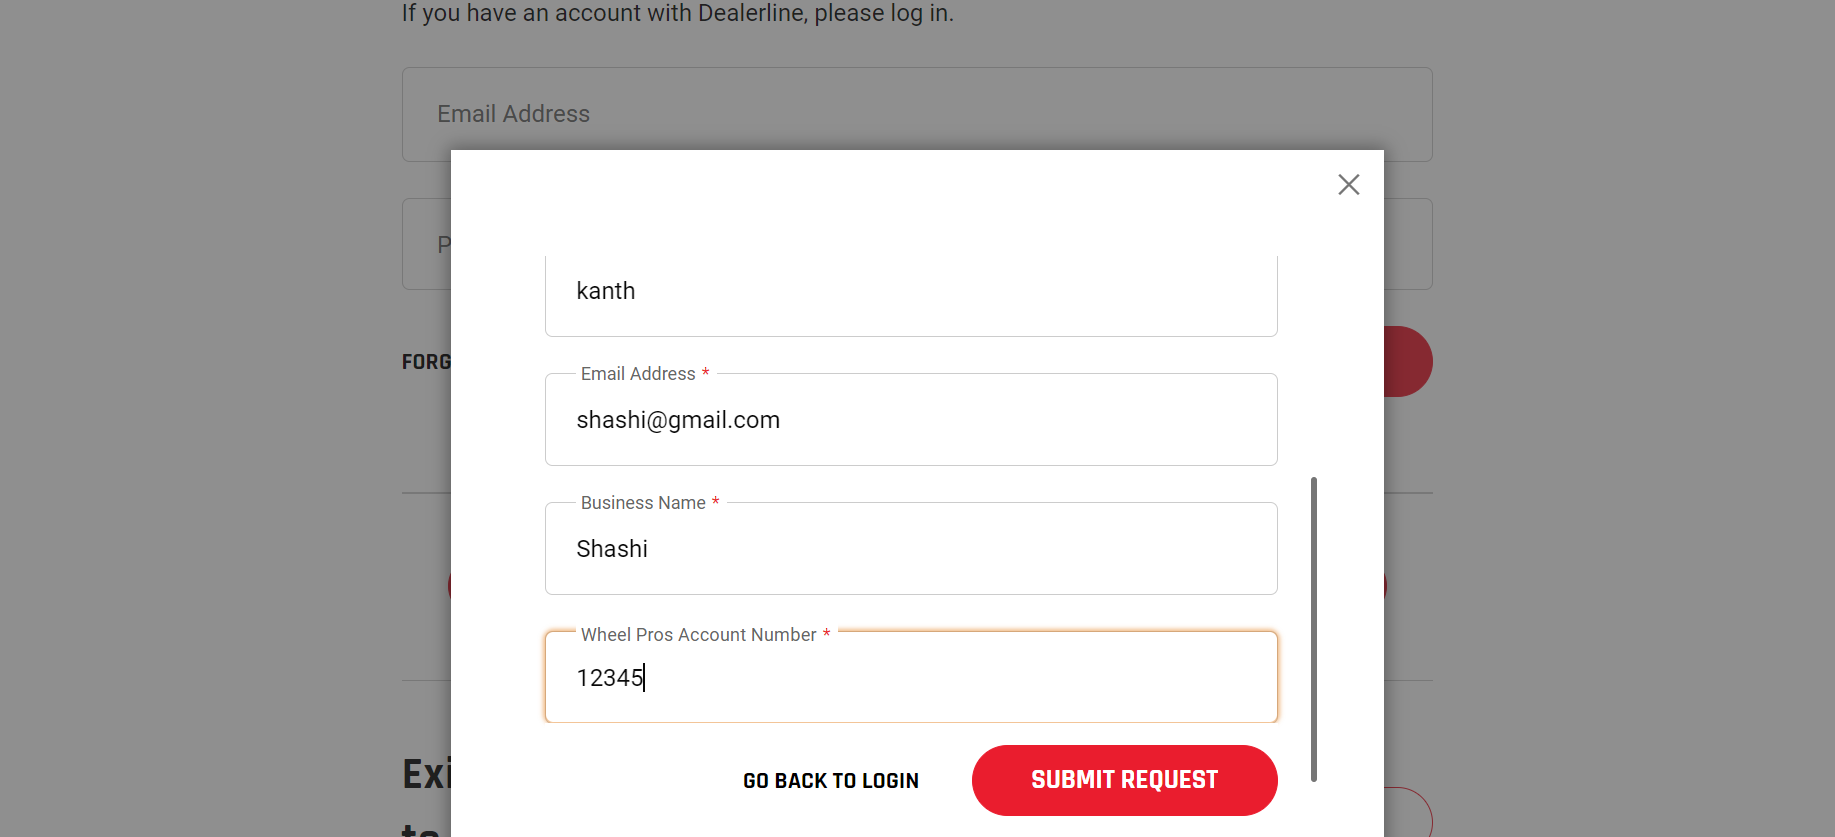 If you have an account with Dealerline, please log in.
Email Address
P
kanth
FORG
Email Address *
shashi@gmail.com
Business Name *
Shashi
Wheel Pros Account Number *
12345
Exi
GO BACK TO LOGIN
SUBMIT REQUEST
to